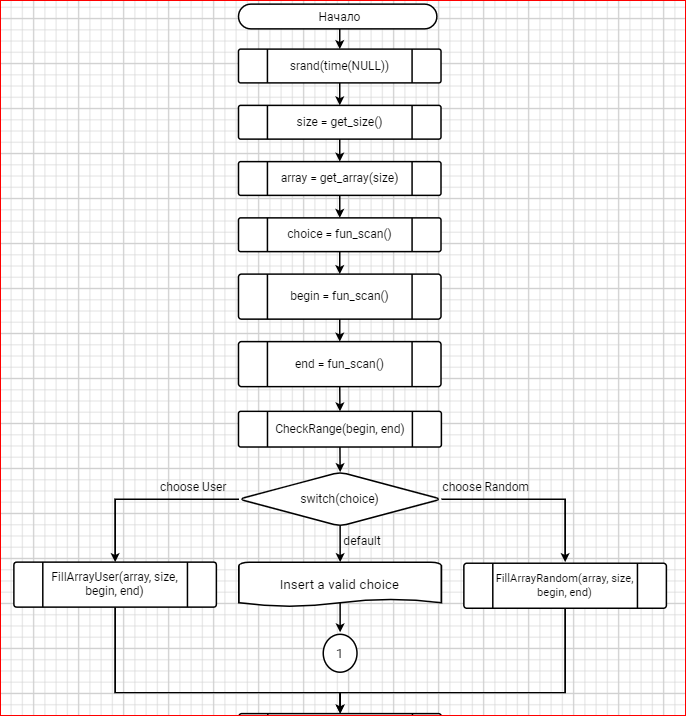 Начало
srand(time(NULL))
size = get_size()
array = get_array(size)
choice = fun_scan()
begin = fun_scan()
end = fun_scan()
CheckRange(begin, end)
choose User
switch(choice)
choose Random
default
FillArrayUser(array, size,
begin, end)
Insert a valid choice
FillArrayRandom(array, size,
begin, end)
1